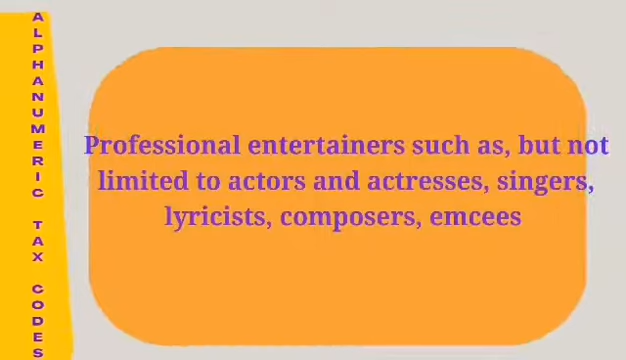 ALPHANUMERIC TAX CODES
Professional entertainers such as, but not
limited to actors and actresses, singers,
lyricists, composers, emcees